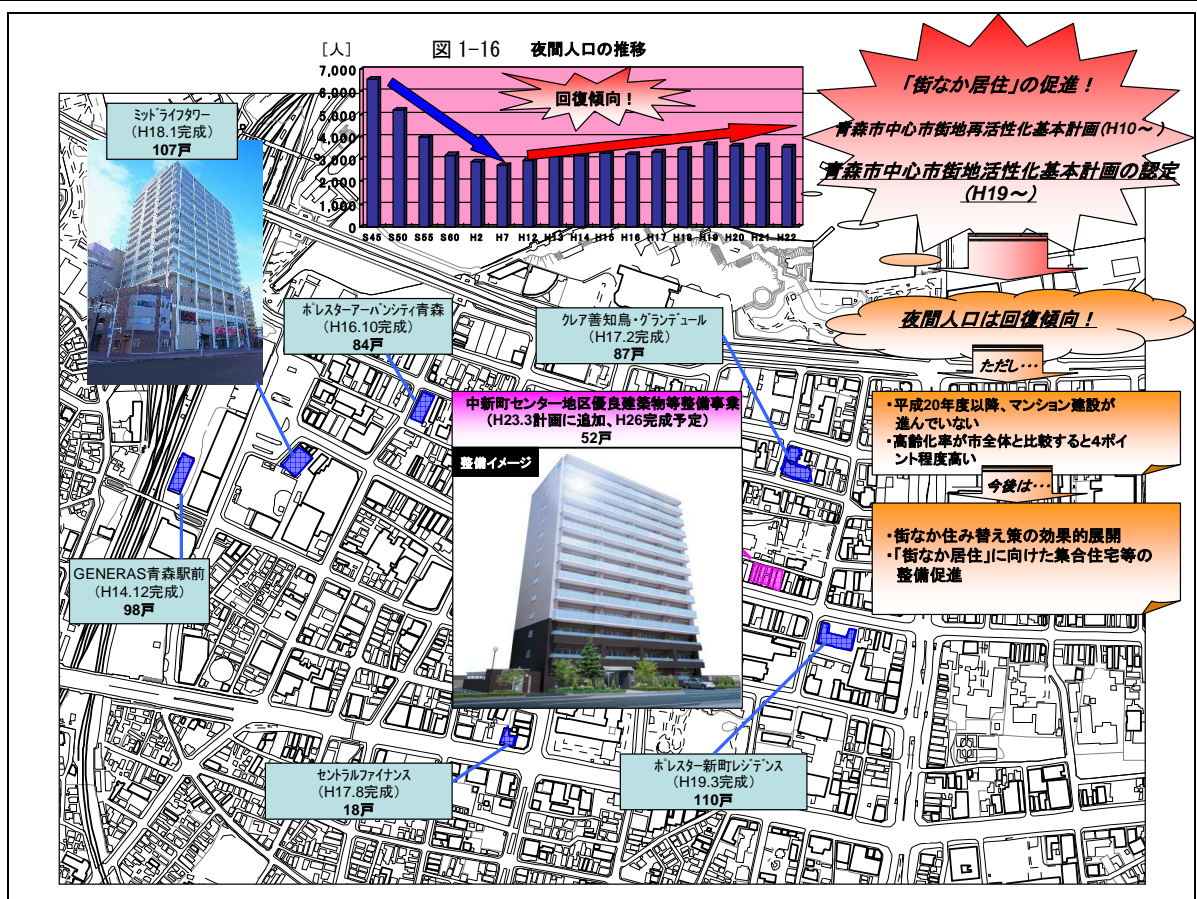 [人]
図 1-16 夜間人口の推移
7,000
6,000
5,000
4,000
3,000
2,000
1,000
0
S45 S50 S55 S60 H2 H7 H12 H13 H14 H15 H16 H17 H18 H19 H20 H21 H22
回復傾向！
「街なか居住」の促進！
青森市中心市街地再活性化基本計画(H10～)
青森市中心市街地活性化基本計画の認定
(H19～)
夜間人口は回復傾向！
ただし・・・
・平成20年度以降、マンション建設が
進んでいない
・高齢化率が市全体と比較すると4ポイ
ント程度高い
今後は・・・
・街なか住み替え策の効果的展開
・「街なか居住」に向けた集合住宅等の
整備促進
ﾐｯﾄﾞﾗｲﾌﾀﾜｰ
(H18.1完成)
107戸
ﾎﾟﾚｽﾀｰｱｰﾊﾞﾝｼﾃｨ青森
(H16.10完成)
84戸
ｸﾚｱ善知鳥・ｸﾞﾗﾝﾃﾞｭｰﾙ
(H17.2完成)
87戸
中新町センター地区優良建築物等整備事業
(H23.3計画に追加、H26完成予定)
52戸
整備イメージ
GENERAS青森駅前
(H14.12完成)
98戸
ｾﾝﾄﾗﾙﾌｧｲﾅﾝｽ
(H17.8完成)
18戸
ﾎﾟﾚｽﾀｰ新町ﾚｼﾞﾃﾞﾝｽ
(H19.3完成)
110戸